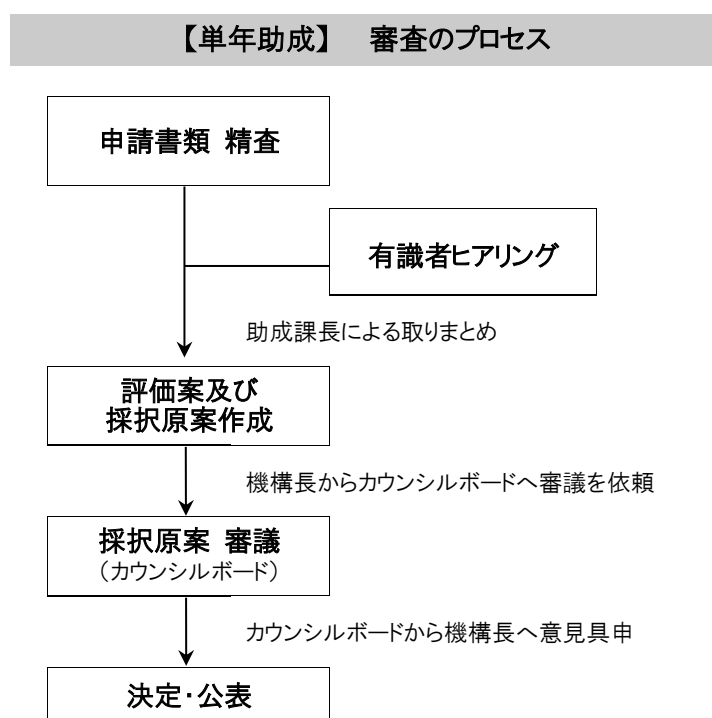 【単年助成】　審査のプロセス
申請書類 精査
有識者ヒアリング
助成課長による取りまとめ
評価案及び
採択原案作成
機構長からカウンシルボードへ審議を依頼
採択原案 審議
（カウンシルボード）
カウンシルボードから機構長へ意見具申
決定・公表